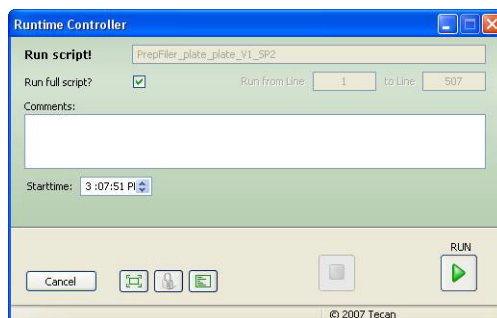 Runtime Controller
Run script! PrepFiler_plate_plate_V1_SP2
Run full script? Run from Line 1 to Line 507
Comments:
Starttime: 3 :07:51 P
RUN
Cancel
© 2007 Tecan